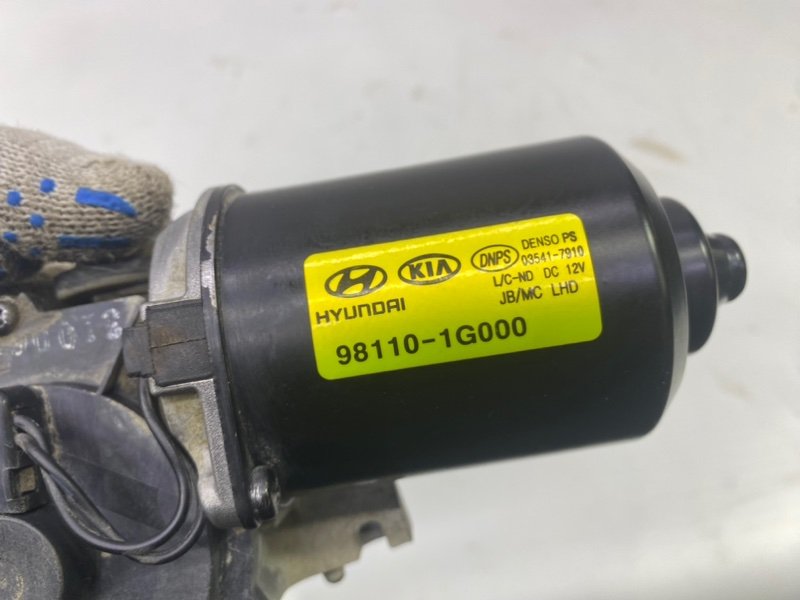 HYUNDAI
KIA
DNPS
DENSO PS
03541-7910
L/C-ND DC 12V
JB/MC LHD
98110-1G000